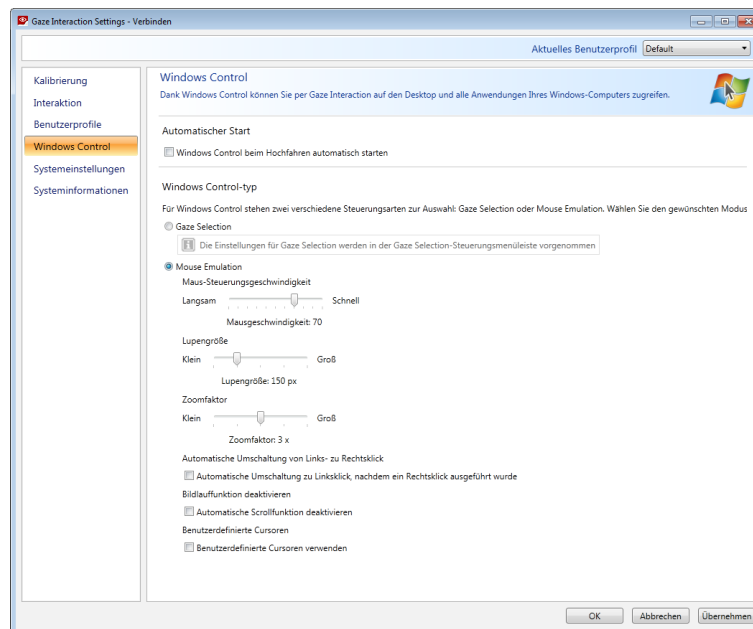 Gaze Interaction Settings - Verbinden
Aktuelles Benutzerprofil Default
Kalibrierung
Interaktion
Benutzerprofile
Windows Control
Systemeinstellungen
Systeminformationen
Windows Control
Dank Windows Control können Sie per Gaze Interaction auf den Desktop und alle Anwendungen Ihres Windows-Computers zugreifen.
Automatischer Start
Windows Control beim Hochfahren automatisch starten
Windows Control-typ
Für Windows Control stehen zwei verschiedene Steuerungsarten zur Auswahl: Gaze Selection oder Mouse Emulation. Wählen Sie den gewünschten Modus
Gaze Selection
Die Einstellungen für Gaze Selection werden in der Gaze Selection-Steuerungsmenüleiste vorgenommen
Mouse Emulation
Maus-Steuerungsgeschwindigkeit
Langsam Schnell
Mausgeschwindigkeit: 70
Lupengröße
Klein Groß
Lupengröße: 150 px
Zoomfaktor
Klein Groß
Zoomfaktor: 3 x
Automatische Umschaltung von Links- zu Rechtsklick
Automatische Umschaltung zu Linksklick, nachdem ein Rechtsklick ausgeführt wurde
Bildlauffunktion deaktivieren
Automatische Scrollfunktion deaktivieren
Benutzerdefinierte Cursoren
Benutzerdefinierte Cursoren verwenden
OK Abbrechen Übernehmen